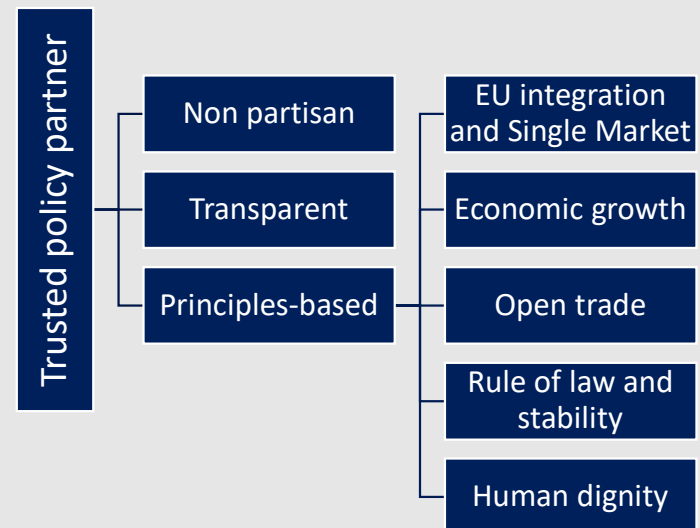 Trusted policy partner
Non partisan
Transparent
Principles-based
EU integration
and Single Market
Economic growth
Open trade
Rule of law and
stability
Human dignity